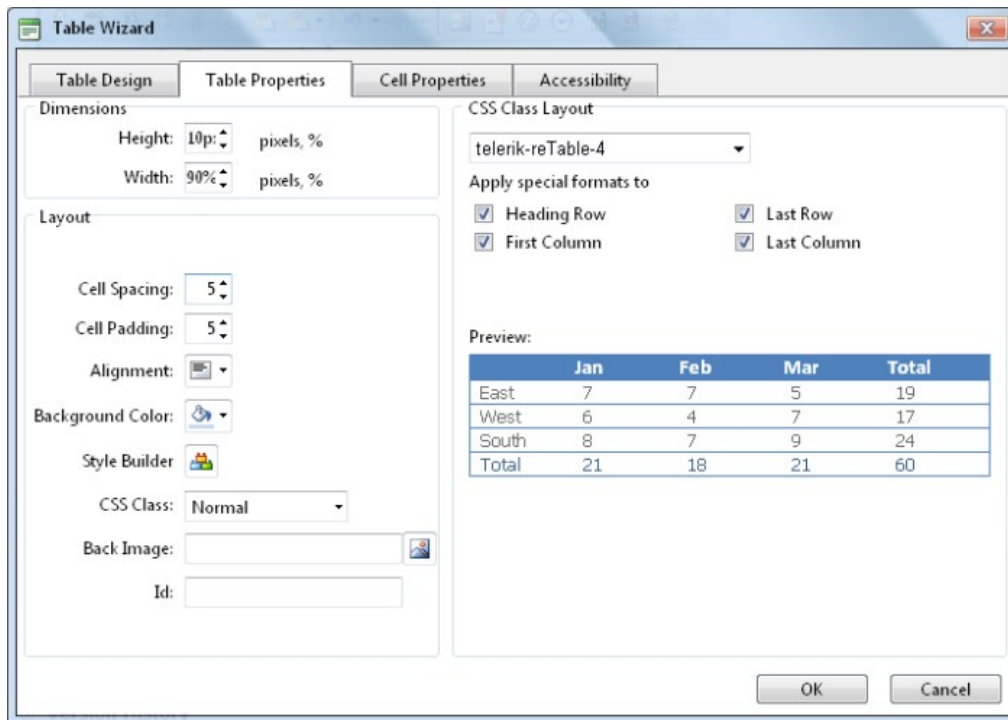 Table Wizard
Table Design Table Properties Cell Properties Accessibility
Dimensions
Height: 10p: pixels, %
Width: 90% pixels, %
Layout
Cell Spacing: 5
Cell Padding: 5
Alignment:
Background Color:
Style Builder
CSS Class: Normal
Back Image:
Id:
CSS Class Layout
telerik-reTable-4
Apply special formats to
Heading Row Last Row
First Column Last Column
Preview:
Jan Feb Mar Total
East 7 7 5 19
West 6 4 7 17
South 8 7 9 24
Total 21 18 21 60
OK Cancel
Version History